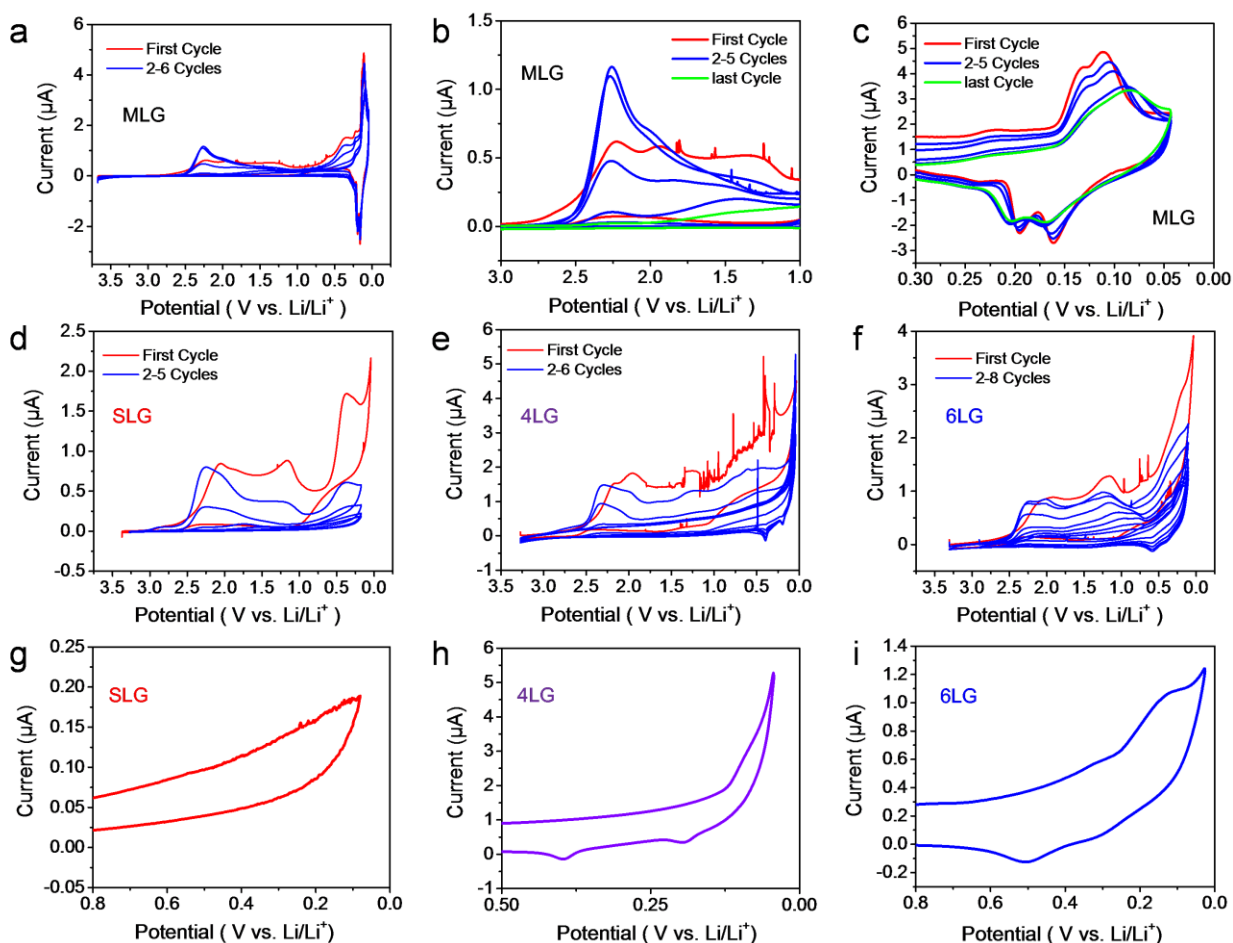 a
First Cycle
2-6 Cycles
MLG
Current (µA)
6
4
2
0
-2
3.5 3.0 2.5 2.0 1.5 1.0 0.5 0.0
Potential ( V vs. Li/Li⁺ )
b
First Cycle
2-5 Cycles
last Cycle
MLG
Current (µA)
1.5
1.0
0.5
0.0
3.0 2.5 2.0 1.5 1.0
Potential ( V vs. Li/Li⁺ )
c
First Cycle
2-5 Cycles
last Cycle
MLG
Current (µA)
6
5
4
3
2
1
0
-1
-2
-3
0.30 0.20 0.15 0.10 0.05 0.00
Potential ( V vs. Li/Li⁺ )
d
First Cycle
2-5 Cycles
SLG
Current (µA)
2.5
2.0
1.5
1.0
0.5
0.0
-0.5
3.5 3.0 2.5 2.0 1.5 1.0 0.5 0.0
Potential ( V vs. Li/Li⁺ )
e
First Cycle
2-6 Cycles
4LG
Current (µA)
6
5
4
3
2
1
0
-1
3.5 3.0 2.5 2.0 1.5 1.0 0.5 0.0
Potential ( V vs. Li/Li⁺)
f
First Cycle
2-8 Cycles
6LG
Current (µA)
4
3
2
1
0
3.5 3.0 2.5 2.0 1.5 1.0 0.5 0.0
Potential ( V vs. Li/Li⁺ )
g
SLG
Current (µA)
0.25
0.20
0.15
0.10
0.05
0.00
-0.05
0.8 0.6 0.4 0.2 0.0
Potential ( V vs. Li/Li⁺)
h
4LG
Current (µA)
6
5
4
3
2
1
0
-1
0.50 0.25 0.00
Potential ( V vs. Li/Li⁺)
i
6LG
Current (µA)
1.4
1.2
1.0
0.8
0.6
0.4
0.2
0.0
-0.2
0.8 0.6 0.4 0.2 0.0
Potential ( V vs. Li/Li⁺)